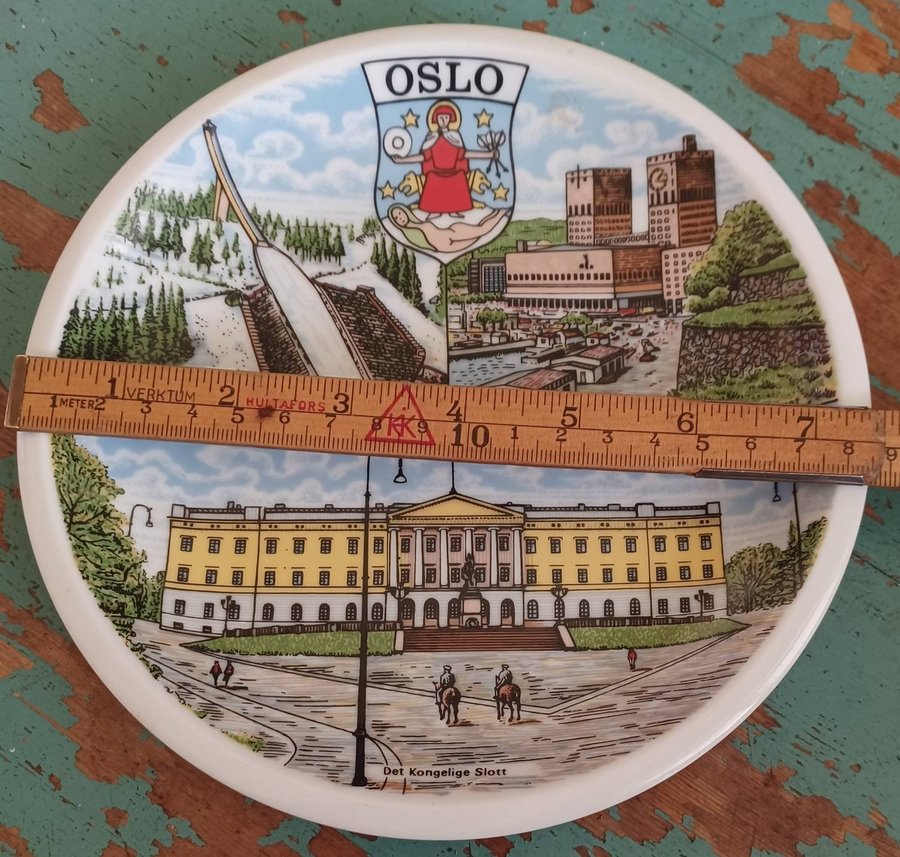 OSLO
1 2 3 4 5 6 7
VERKTUM HULTAFORS
1 METER 2 3 4 5 6 7 8 9 10 1 2 3 4 5 6 7 8 9
Det Kongelige Slott